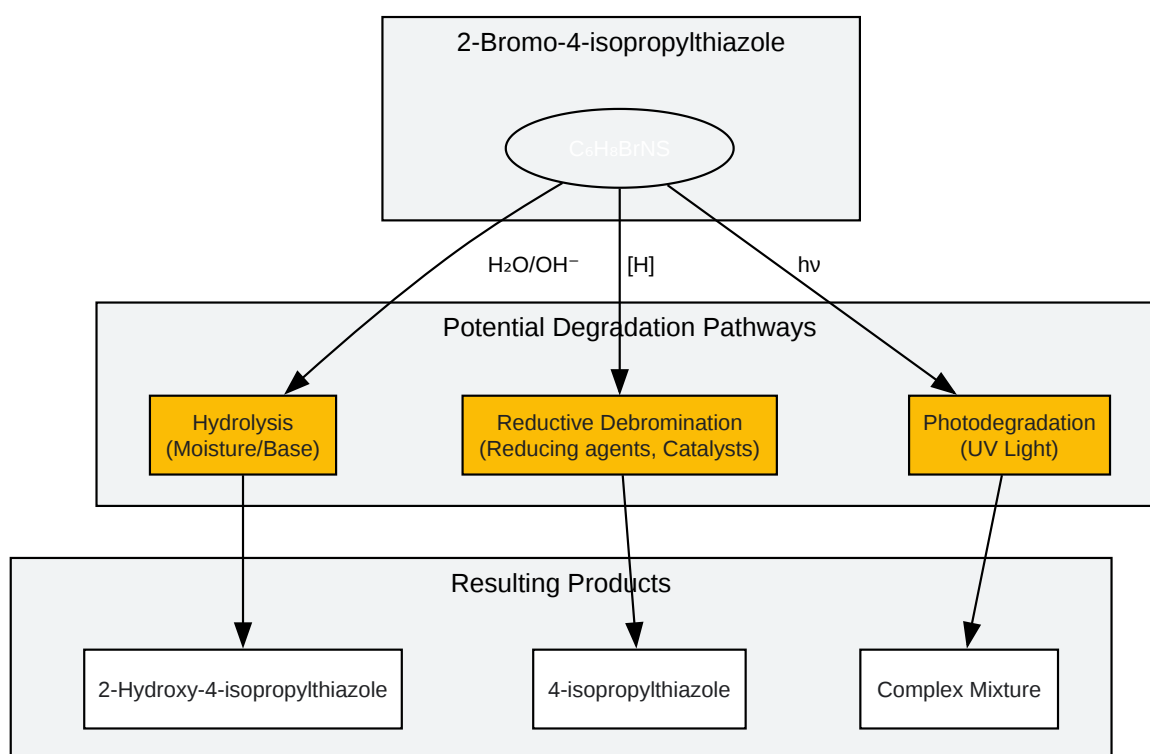 2-Bromo-4-isopropylthiazole
C₆H₈BrNS
H₂O/OH⁻
[H]
hν
Potential Degradation Pathways
Hydrolysis
(Moisture/Base)
Reductive Debromination
(Reducing agents, Catalysts)
Photodegradation
(UV Light)
Resulting Products
2-Hydroxy-4-isopropylthiazole
4-isopropylthiazole
Complex Mixture